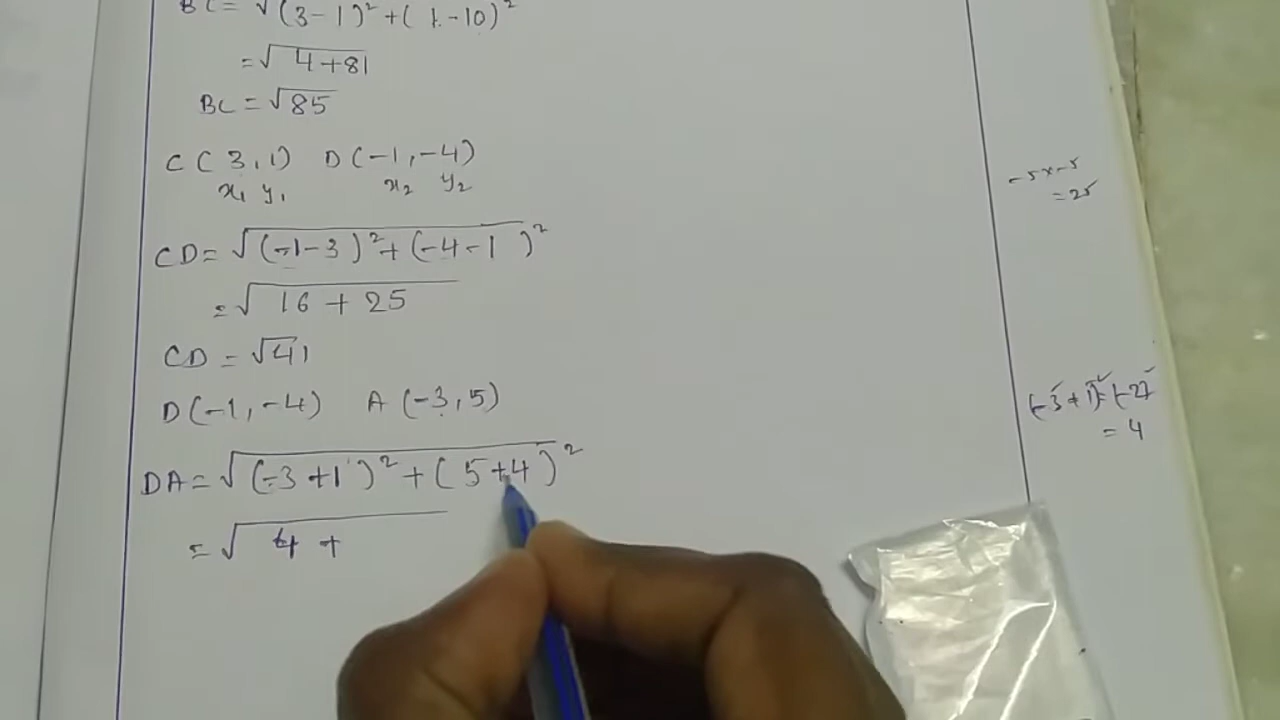 BC = √(3-1)²+(1-10)²
= √4+81
BC = √85
C(3,1) D(-1,-4)
x₁ y₁ x₂ y₂
CD = √(-1-3)²+(-4-1)²
= √16+25
CD = √41
D(-1,-4) A(-3,5)
DA = √(-3+1)²+(5+4)²
= √4+
-5x-5
=25
(-3+1)²=(-2)²
=4